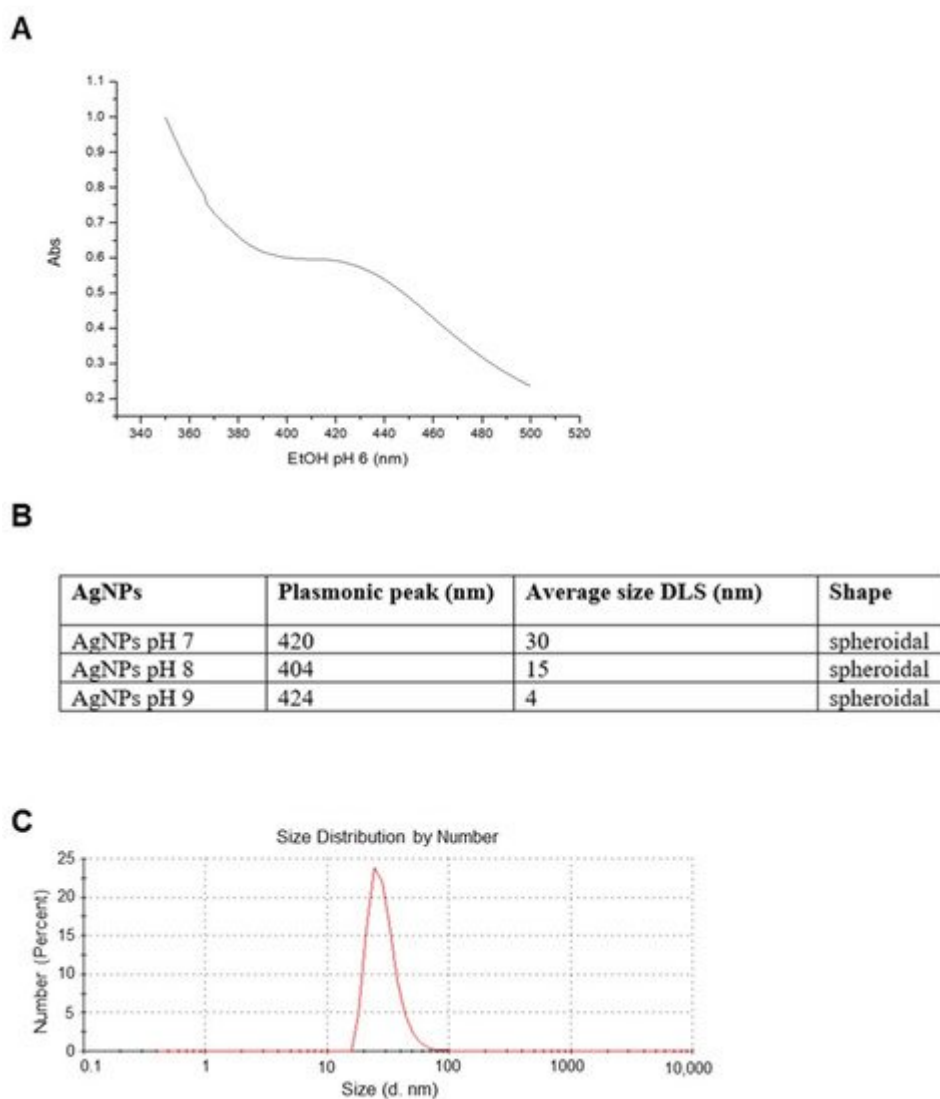 A
1.1
1.0
0.9
0.8
0.7
0.6
0.5
0.4
0.3
0.2
Abs
340 360 380 400 420 440 460 480 500 520
EtOH pH 6 (nm)
B
AgNPs Plasmonic peak (nm) Average size DLS (nm) Shape
AgNPs pH 7 420 30 spheroidal
AgNPs pH 8 404 15 spheroidal
AgNPs pH 9 424 4 spheroidal
C
Size Distribution by Number
25
20
15
10
5
0
Number (Percent)
0.1 1 10 100 1000 10,000
Size (d. nm)